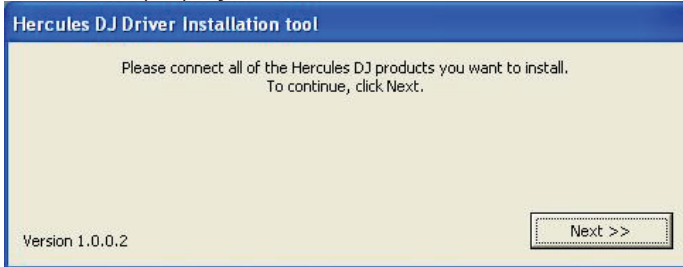 Hercules DJ Driver Installation tool
Please connect all of the Hercules DJ products you want to install.
To continue, click Next.
Version 1.0.0.2
Next >>